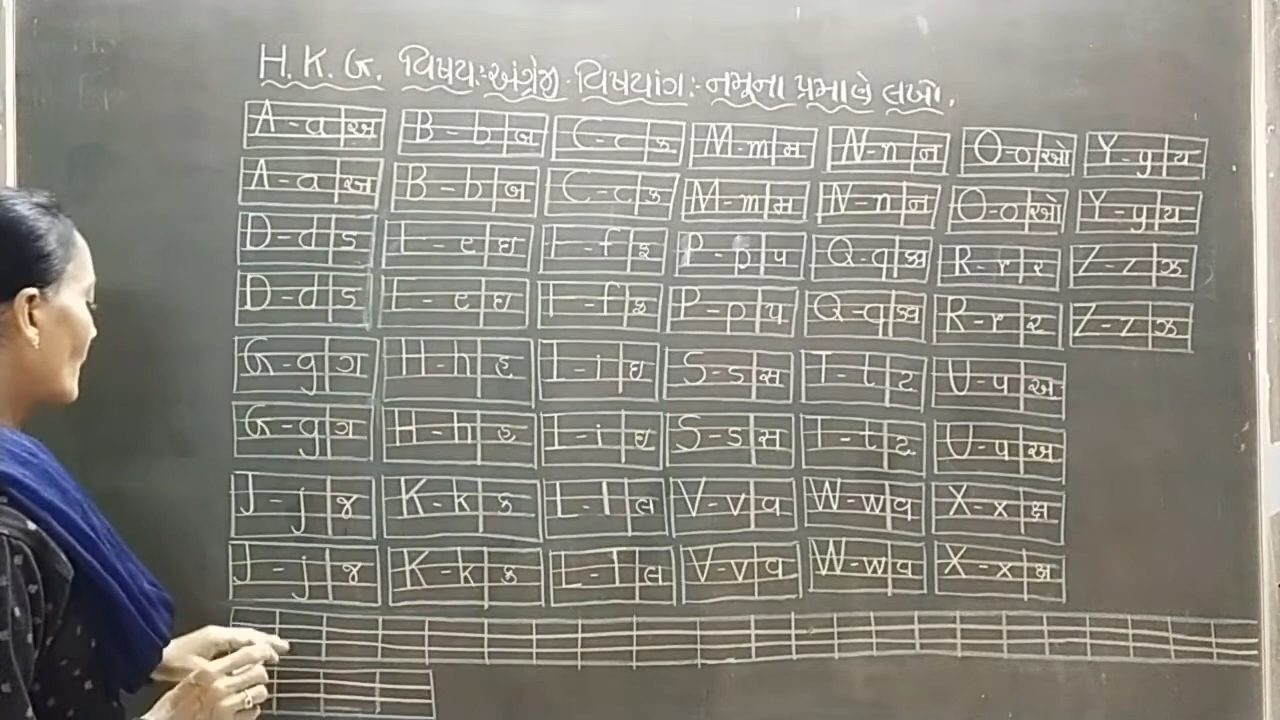 H. K. G. વિષય:-અંગ્રેજી. વિષયાંગ:- નમૂના પ્રમાણે લખો.
A - a અ B - b બ C - c ક M - m મ N - n ન O - o ઓ Y - y ય
A - a અ B - b બ C - c ક M - m મ N - n ન O - o ઓ Y - y ય
D - d ડ E - e ઇ F - f ફ P - p પ Q - q ક્વ R - r ર Z - z ઝ
D - d ડ E - e ઇ F - f ફ P - p પ Q - q ક્વ R - r ર Z - z ઝ
G - g ગ H - h હ I - i ઇ S - s સ T - t ટ U - u અ
G - g ગ H - h હ I - i ઇ S - s સ T - t ટ U - u અ
J - j જ K - k ક L - l લ V - v વ W - w વ X - x ક્ષ
J - j જ K - k ક L - l લ V - v વ W - w વ X - x ક્ષ